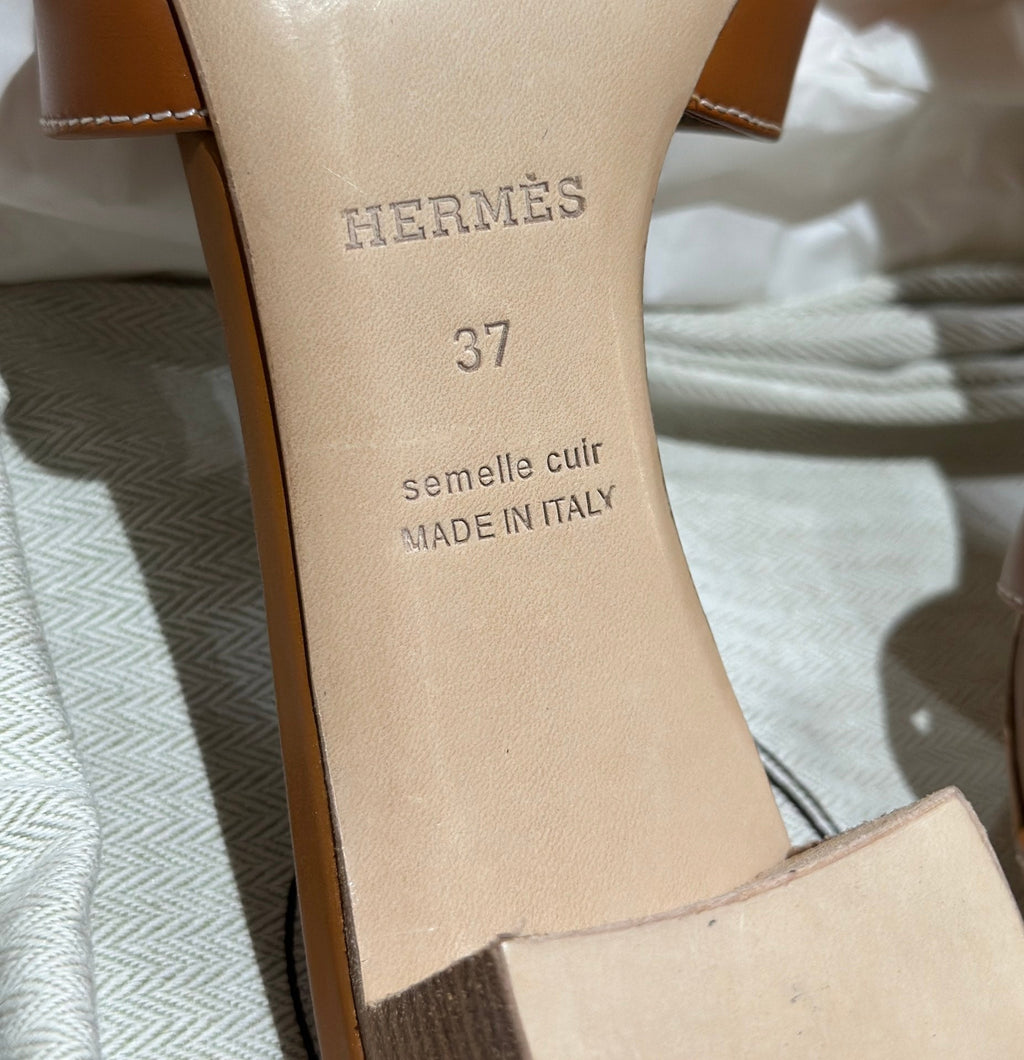 HERMÈS
37
semelle cuir
MADE IN ITALY